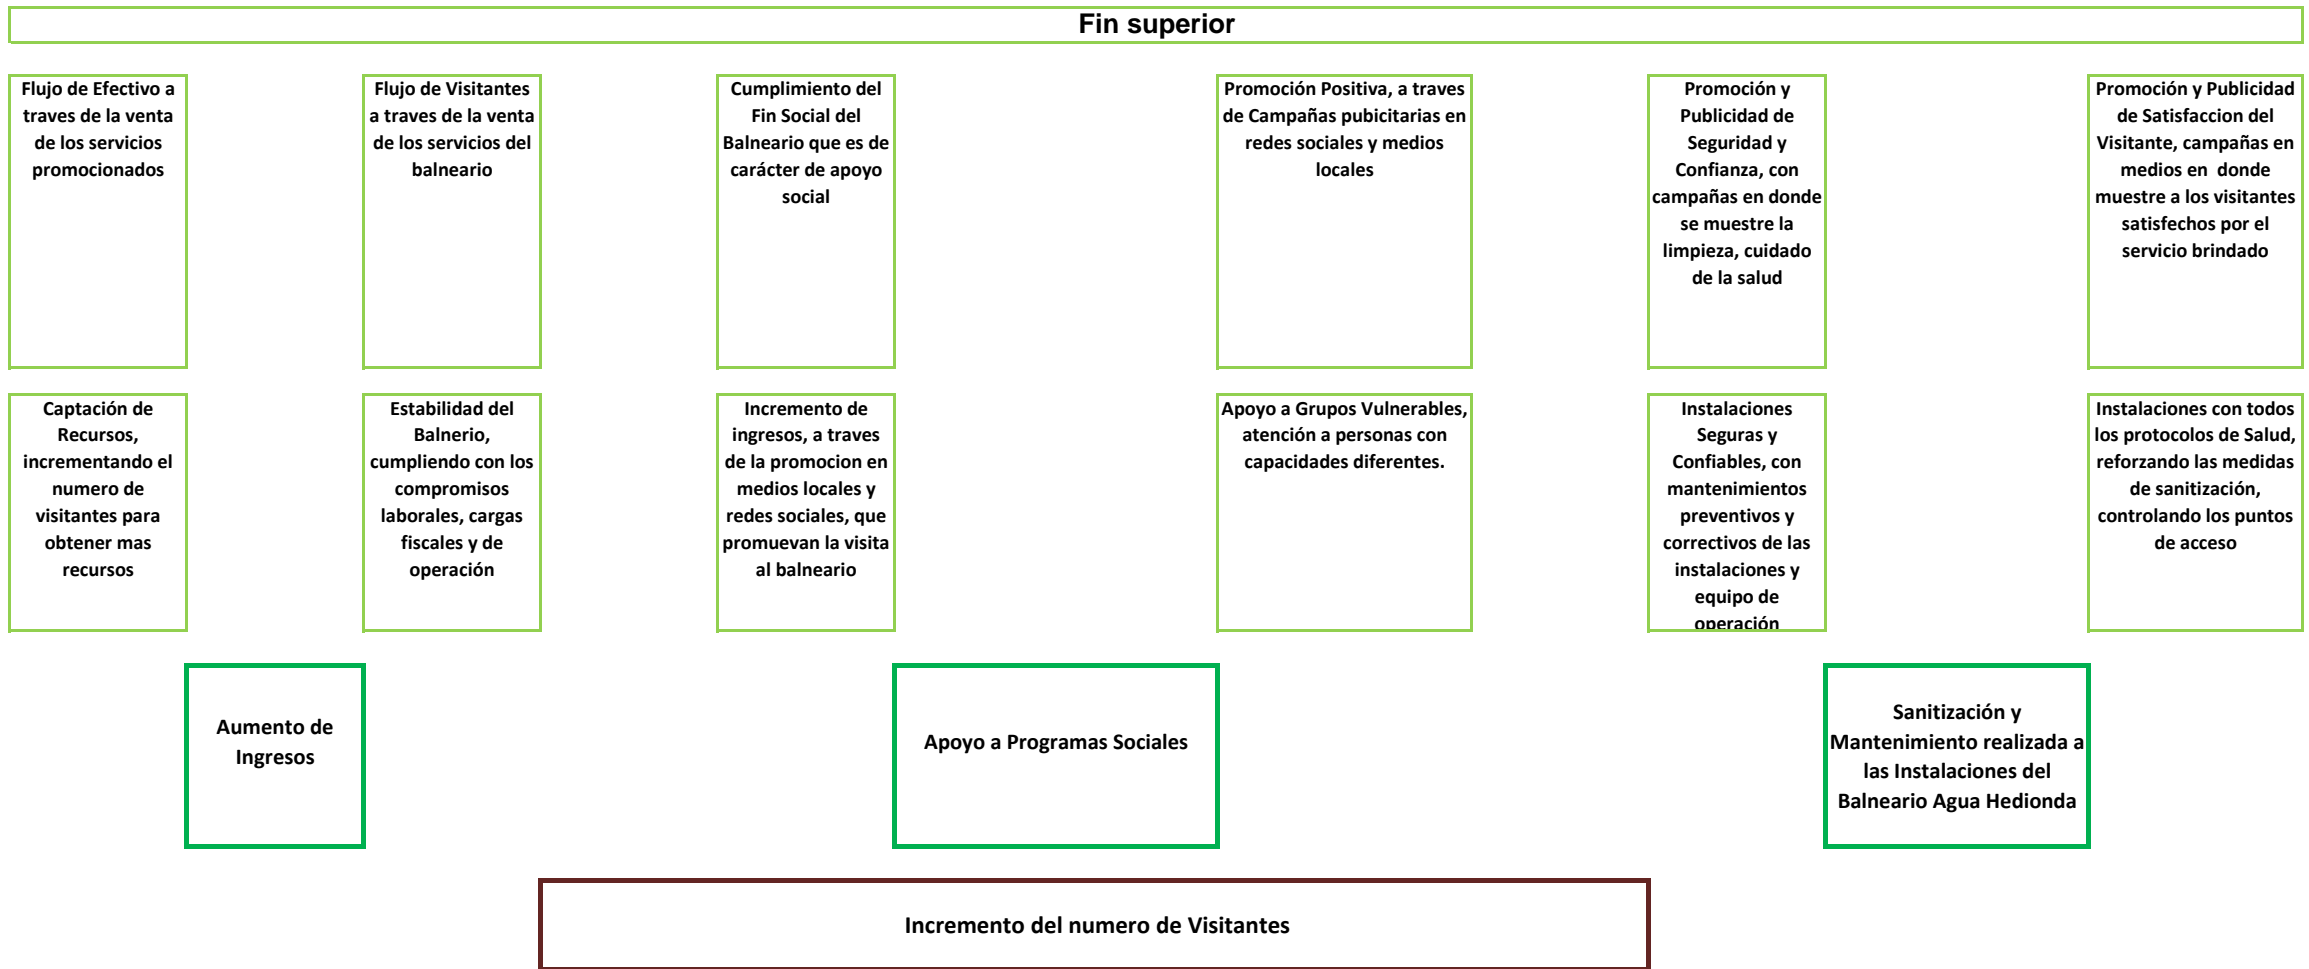 Fin superior
Flujo de Efectivo a
traves de la venta
de los servicios
promocionados
Flujo de Visitantes
a traves de la venta
de los servicios del
balneario
Cumplimiento del
Fin Social del
Balneario que es de
carácter de apoyo
social
Promoción Positiva, a traves
de Campañas pubicitarias en
redes sociales y medios
locales
Promoción y
Publicidad de
Seguridad y
Confianza, con
campañas en donde
se muestre la
limpieza, cuidado
de la salud
Promoción y Publicidad
de Satisfaccion del
Visitante, campañas en
medios en donde
muestre a los visitantes
satisfechos por el
servicio brindado
Captación de
Recursos,
incrementando el
numero de
visitantes para
obtener mas
recursos
Estabilidad del
Balnerio,
cumpliendo con los
compromisos
laborales, cargas
fiscales y de
operación
Incremento de
ingresos, a traves
de la promocion en
medios locales y
redes sociales, que
promuevan la visita
al balneario
Apoyo a Grupos Vulnerables,
atención a personas con
capacidades diferentes.
Instalaciones
Seguras y
Confiables, con
mantenimientos
preventivos y
correctivos de las
instalaciones y
equipo de
operación
Instalaciones con todos
los protocolos de Salud,
reforzando las medidas
de sanitización,
controlando los puntos
de acceso
Aumento de
Ingresos
Apoyo a Programas Sociales
Sanitización y
Mantenimiento realizada a
las Instalaciones del
Balneario Agua Hedionda
Incremento del numero de Visitantes